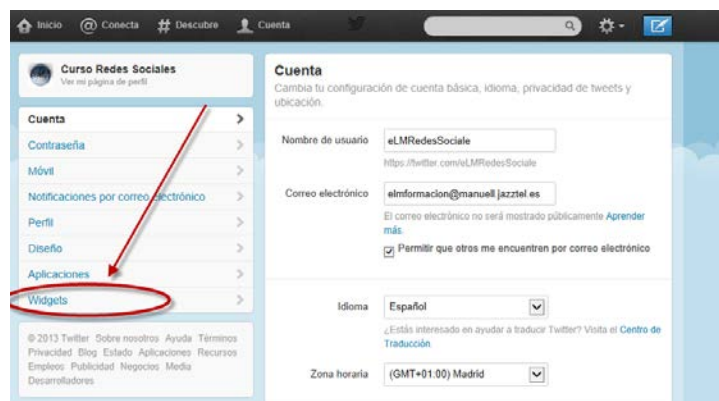 Inicio @ Conecta # Descubre Cuenta
Curso Redes Sociales
Ver mi página de perfil
Cuenta
Contraseña
Móvil
Notificaciones por correo electrónico
Perfil
Diseño
Aplicaciones
Widgets
© 2013 Twitter Sobre nosotros Ayuda Términos
Privacidad Blog Estado Aplicaciones Recursos
Empleos Publicidad Negocios Media
Desarrolladores
Cuenta
Cambia tu configuración de cuenta básica, idioma, privacidad de tweets y
ubicación.
Nombre de usuario eLMRedesSociale
https://twitter.com/eLMRedesSociale
Correo electrónico elmformacion@manuell.jazztel.es
El correo electrónico no será mostrado públicamente Aprender
más.
Permitir que otros me encuentren por correo electrónico
Idioma Español
¿Estás interesado en ayudar a traducir Twitter? Visita el Centro de
Traducción
Zona horaria (GMT+01:00) Madrid